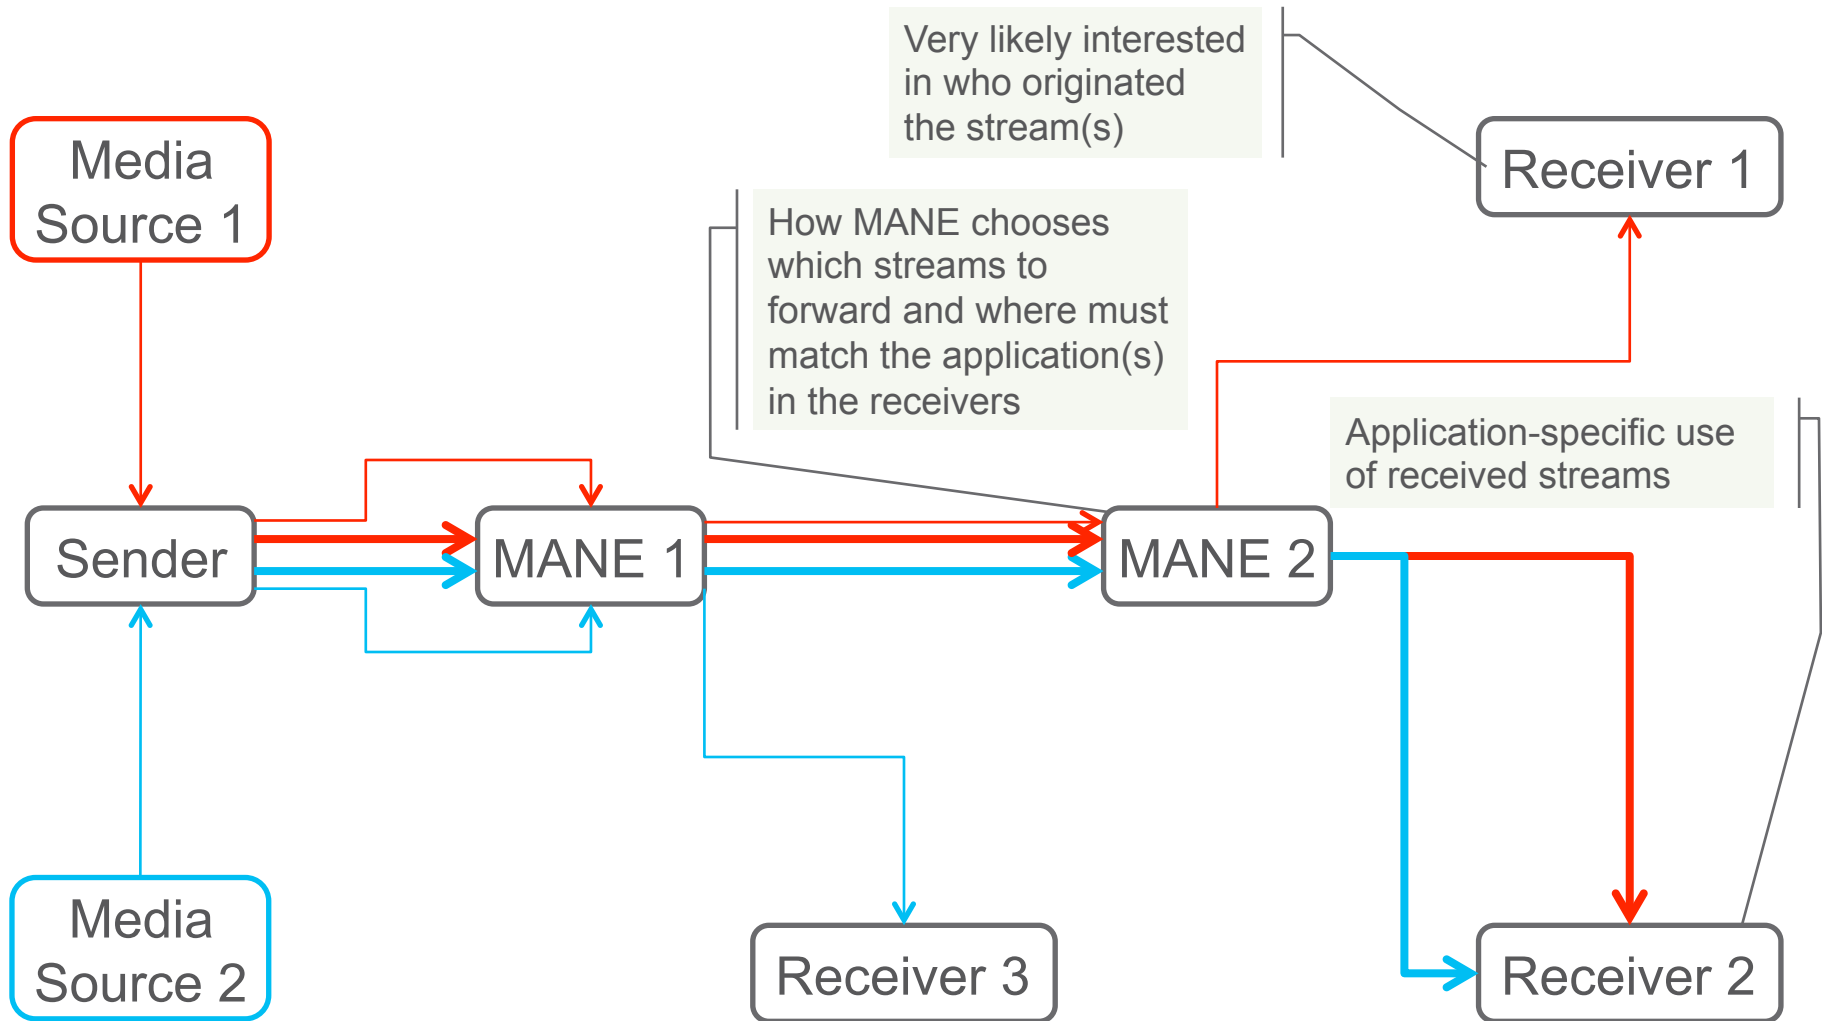 Very likely interested
in who originated
the stream(s)
Media
Source 1
Receiver 1
How MANE chooses
which streams to
forward and where must
match the application(s)
in the receivers
Application-specific use
of received streams
Sender
MANE 1
MANE 2
Media
Source 2
Receiver 3
Receiver 2